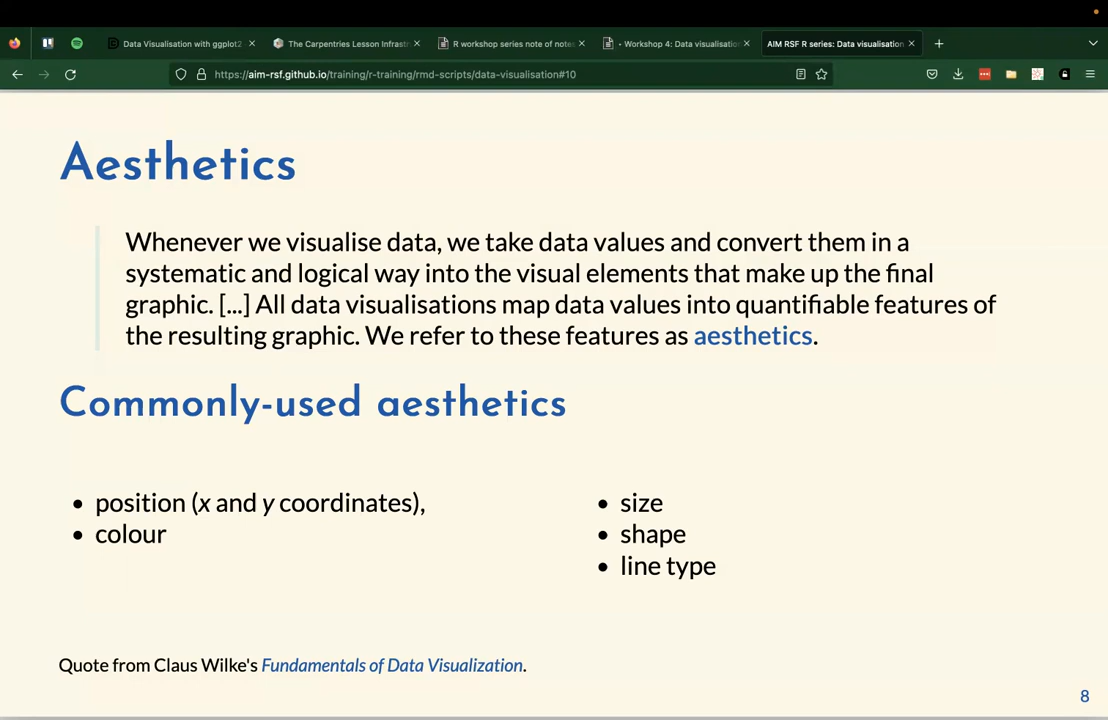 Data Visualisation with ggplot2
The Carpentries Lesson Infrastr
R workshop series note of note
· Workshop 4: Data visualisatio
AIM RSF R series: Data visualisation
https://aim-rsf.github.io/training/r-training/rmd-scripts/data-visualisation#10
Aesthetics
Whenever we visualise data, we take data values and convert them in a
systematic and logical way into the visual elements that make up the final
graphic. [...] All data visualisations map data values into quantifiable features of
the resulting graphic. We refer to these features as aesthetics.
Commonly-used aesthetics
• position (x and y coordinates),
• colour
• size
• shape
• line type
Quote from Claus Wilke's Fundamentals of Data Visualization.
8